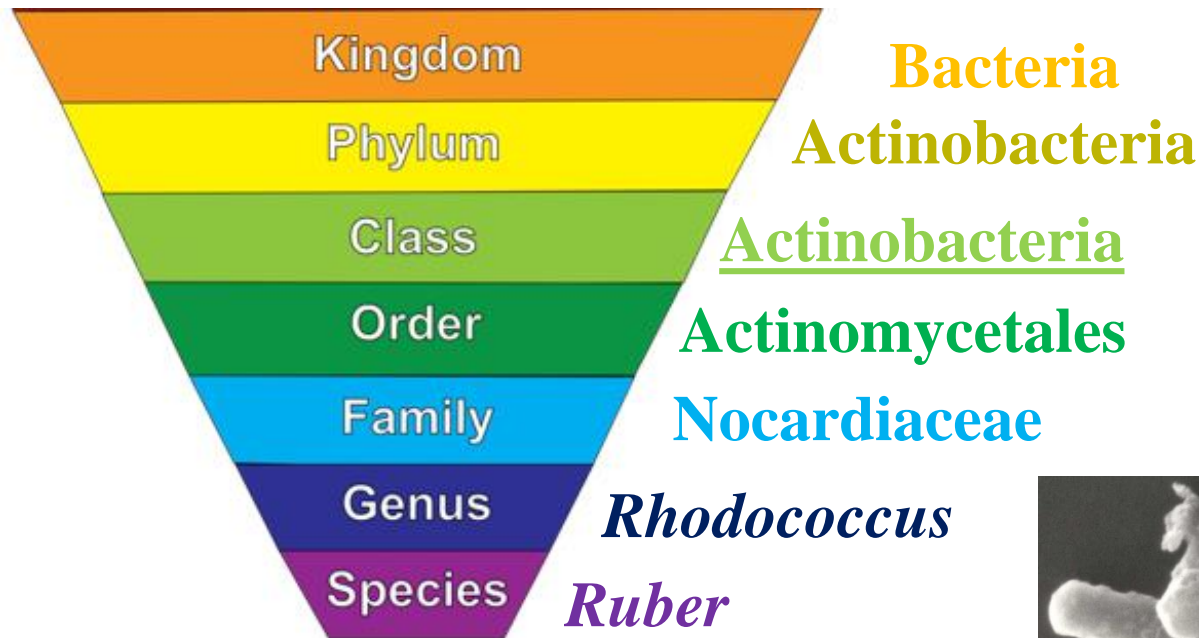 Kingdom Bacteria
Phylum Actinobacteria
Class Actinobacteria
Order Actinomycetales
Family Nocardiaceae
Genus Rhodococcus
Species Ruber